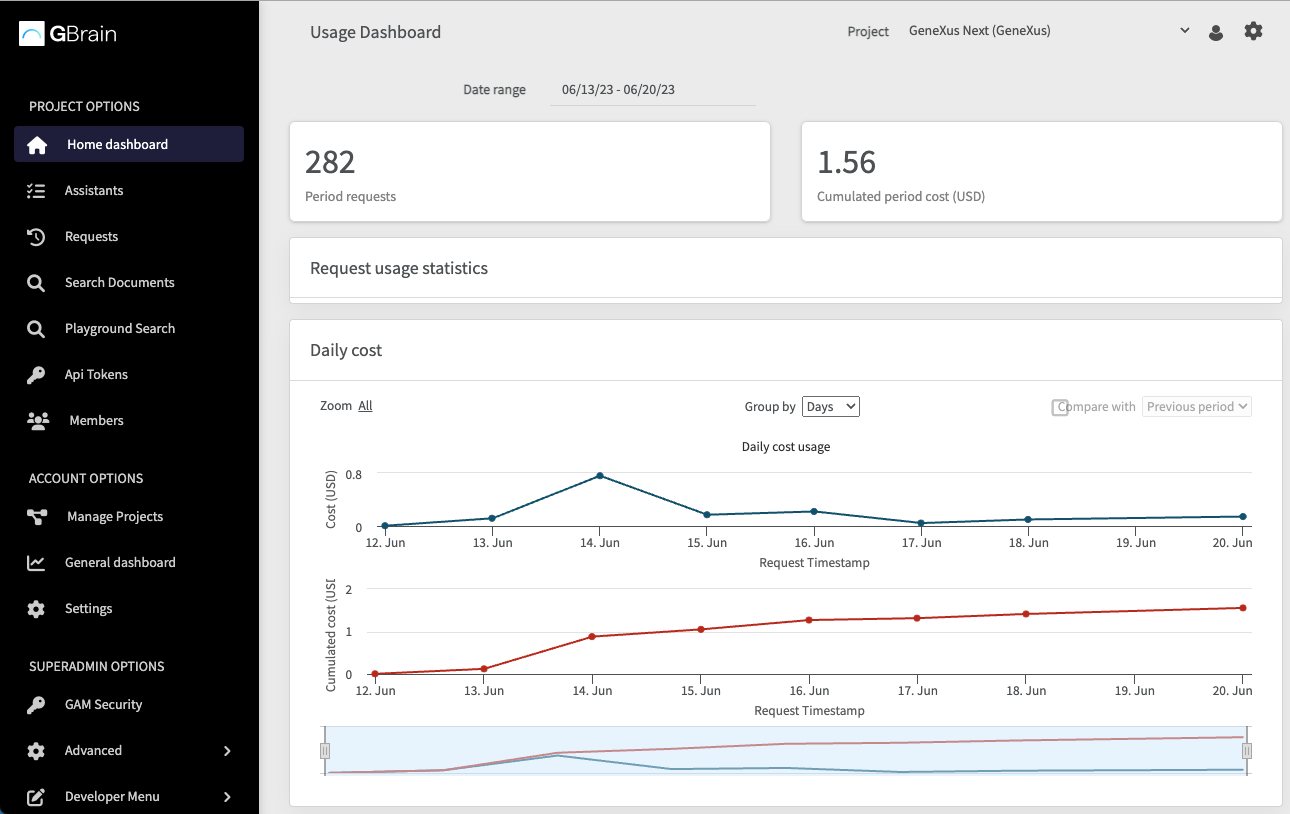 GBrain
PROJECT OPTIONS
Home dashboard
Assistants
Requests
Search Documents
Playground Search
Api Tokens
Members
ACCOUNT OPTIONS
Manage Projects
General dashboard
Settings
SUPERADMIN OPTIONS
GAM Security
Advanced
Developer Menu
Usage Dashboard
Project GeneXus Next (GeneXus)
Date range 06/13/23 - 06/20/23
282
Period requests
1.56
Cumulated period cost (USD)
Request usage statistics
Daily cost
Zoom All Group by Days Compare with Previous period
Daily cost usage
Cost (USD)
0.8
0
12. Jun 13. Jun 14. Jun 15. Jun 16. Jun 17. Jun 18. Jun 19. Jun 20. Jun
Request Timestamp
Cumulated cost (USD
2
1
0
12. Jun 13. Jun 14. Jun 15. Jun 16. Jun 17. Jun 18. Jun 19. Jun 20. Jun
Request Timestamp